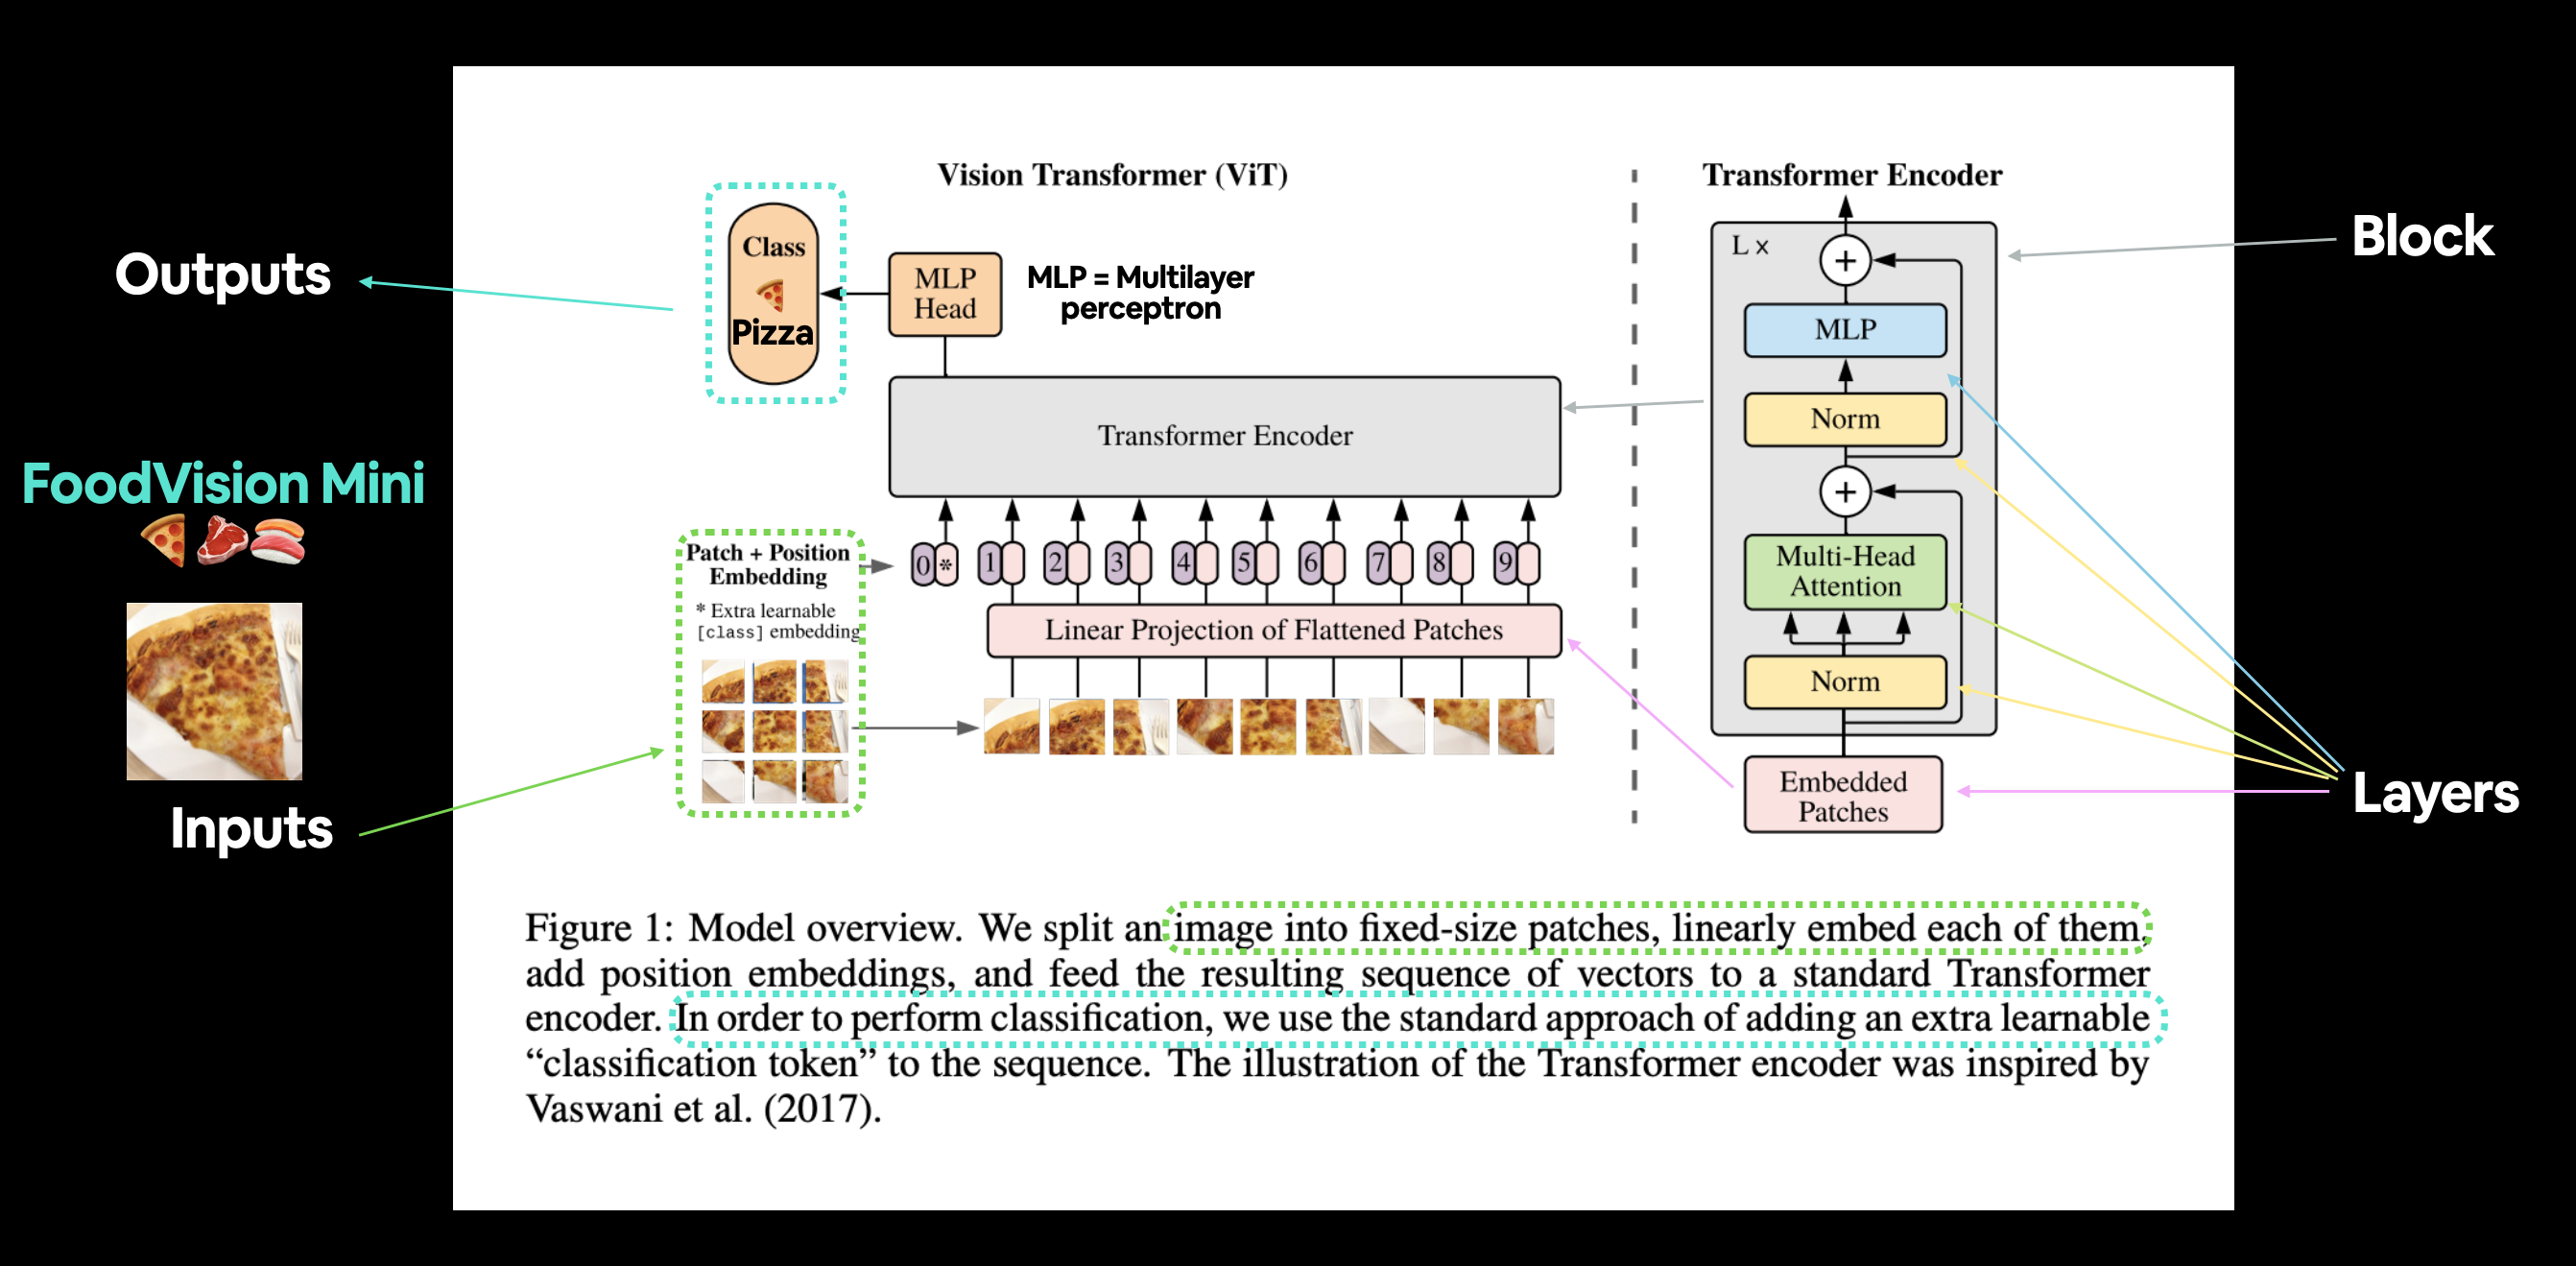 Vision Transformer (ViT)
Transformer Encoder
Outputs
Class
Pizza
MLP
Head
MLP = Multilayer
perceptron
L ×
+
MLP
Block
Transformer Encoder
Norm
FoodVision Mini
+
Patch + Position
Embedding
* Extra learnable
[class] embedding
0 * 1 2 3 4 5 6 7 8 9
Multi-Head
Attention
Linear Projection of Flattened Patches
Norm
Inputs
Embedded
Patches
Layers
Figure 1: Model overview. We split an image into fixed-size patches, linearly embed each of them,
add position embeddings, and feed the resulting sequence of vectors to a standard Transformer
encoder. In order to perform classification, we use the standard approach of adding an extra learnable
“classification token” to the sequence. The illustration of the Transformer encoder was inspired by
Vaswani et al. (2017).